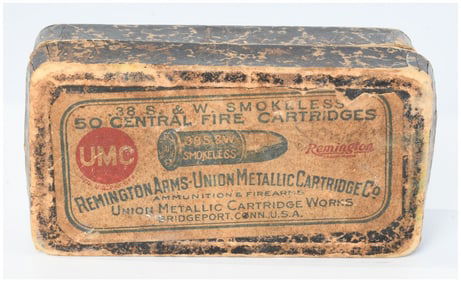 38 S. & W. SMOKELESS
50 CENTRAL FIRE CARTRIDGES
38 S&W
SMOKELESS
UMC
Remington
REMINGTON ARMS-UNION METALLIC CARTRIDGE CO
AMMUNITION & FIREARMS
UNION METALLIC CARTRIDGE WORKS
BRIDGEPORT. CONN. U.S.A.